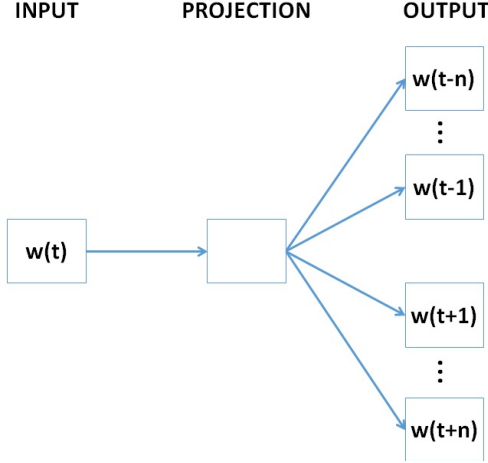 INPUT PROJECTION OUTPUT
w(t-n)
⋮
w(t-1)
w(t)
w(t+1)
⋮
w(t+n)